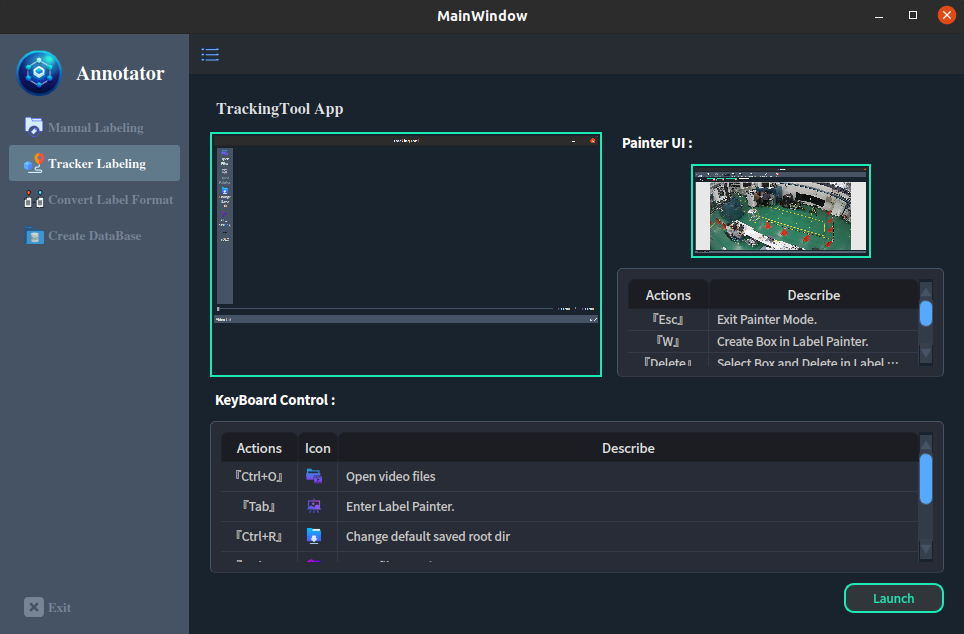 MainWindow
Annotator
Manual Labeling
Tracker Labeling
Convert Label Format
Create DataBase
Exit
TrackingTool App
Painter UI :
Actions Describe
『Esc』 Exit Painter Mode.
『W』 Create Box in Label Painter.
『Delete』 Select Box and Delete in Label ⋯
KeyBoard Control :
Actions Icon Describe
『Ctrl+O』 Open video files
『Tab』 Enter Label Painter.
『Ctrl+R』 Change default saved root dir
Launch